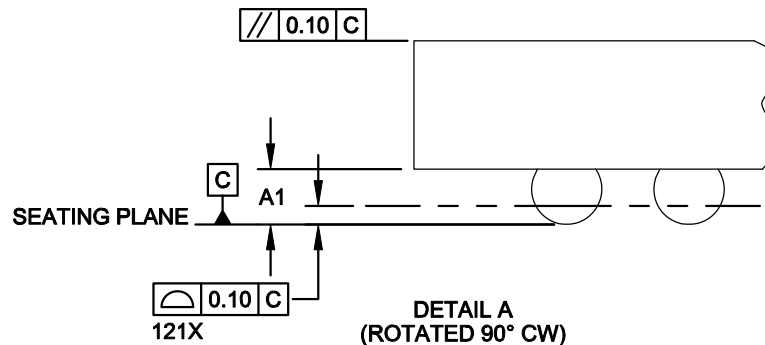 // 0.10 C
C
A1
SEATING PLANE
⌓ 0.10 C
121X
DETAIL A
(ROTATED 90° CW)